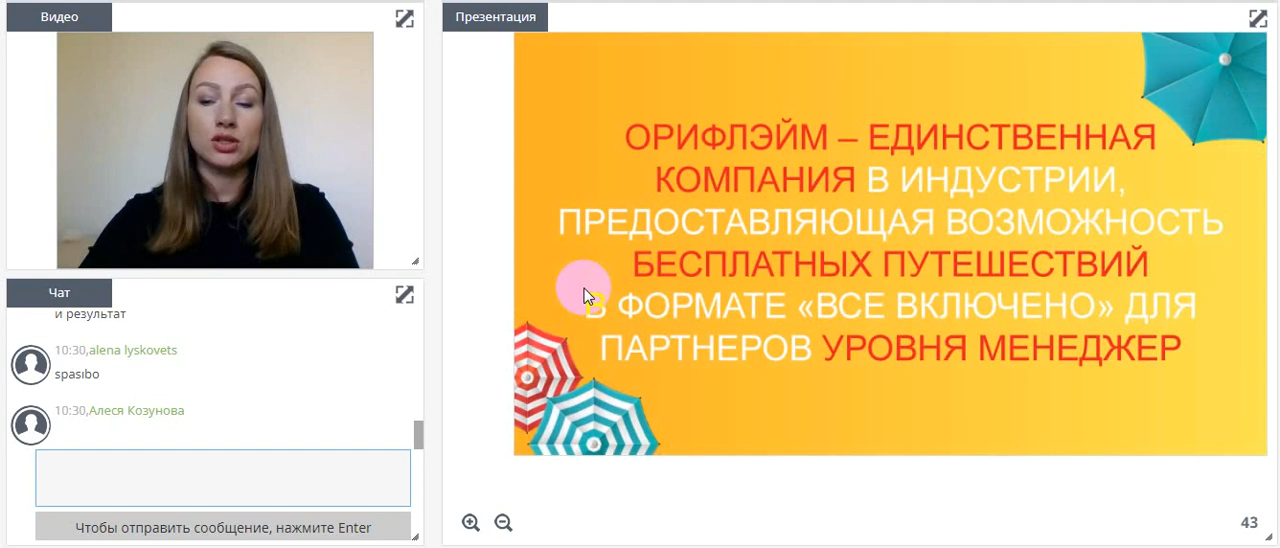 Видео
Чат
и результат
10:30,alena lyskovets
spasıbo
10:30,Алеся Козунова
Чтобы отправить сообщение, нажмите Enter
Презентация
ОРИФЛЭЙМ – ЕДИНСТВЕННАЯ
КОМПАНИЯ В ИНДУСТРИИ,
ПРЕДОСТАВЛЯЮЩАЯ ВОЗМОЖНОСТЬ
БЕСПЛАТНЫХ ПУТЕШЕСТВИЙ
В ФОРМАТЕ «ВСЕ ВКЛЮЧЕНО» ДЛЯ
ПАРТНЕРОВ УРОВНЯ МЕНЕДЖЕР
43